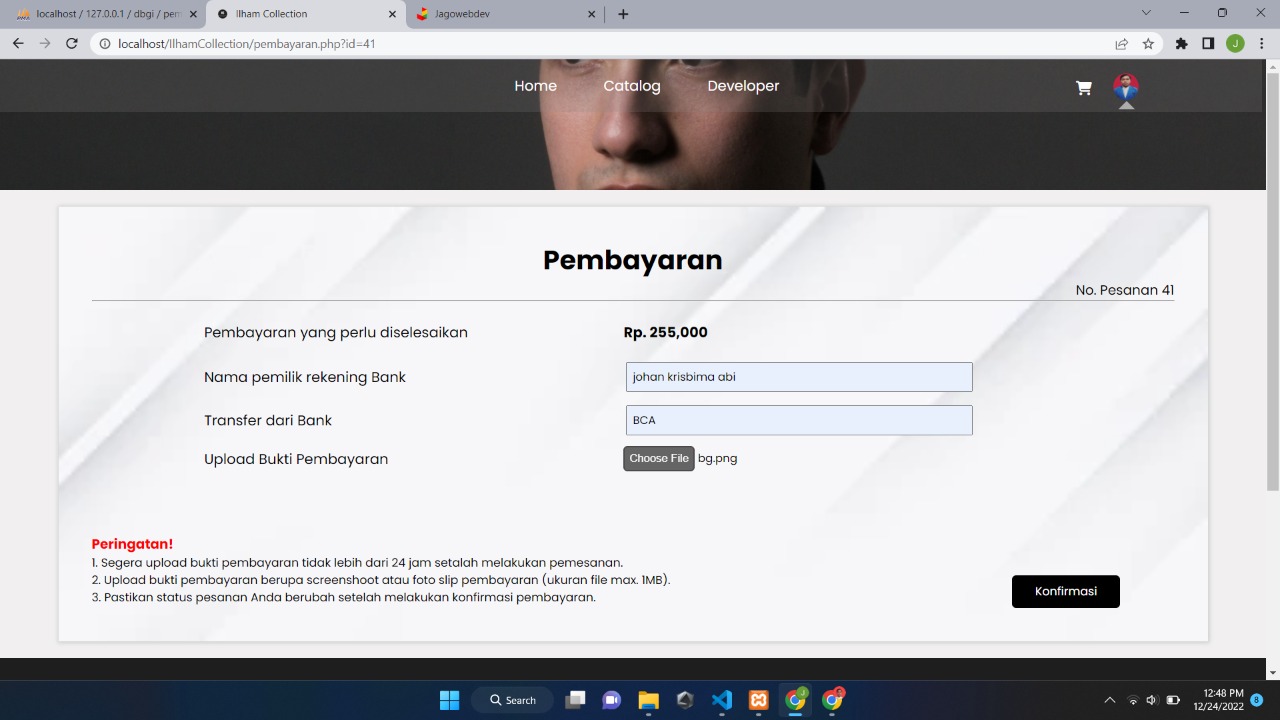 localhost / 127.0.0.1 / dbgi / pem
Ilham Collection
Jagowebdev
localhost/IlhamCollection/pembayaran.php?id=41
J
Home Catalog Developer
Pembayaran
No. Pesanan 41
Pembayaran yang perlu diselesaikan Rp. 255,000
Nama pemilik rekening Bank johan krisbima abi
Transfer dari Bank BCA
Upload Bukti Pembayaran Choose File bg.png
Peringatan!
1. Segera upload bukti pembayaran tidak lebih dari 24 jam setalah melakukan pemesanan.
2. Upload bukti pembayaran berupa screenshoot atau foto slip pembayaran (ukuran file max. 1MB).
3. Pastikan status pesanan Anda berubah setelah melakukan konfirmasi pembayaran.
Konfirmasi
Search
12:48 PM
12/24/2022
8